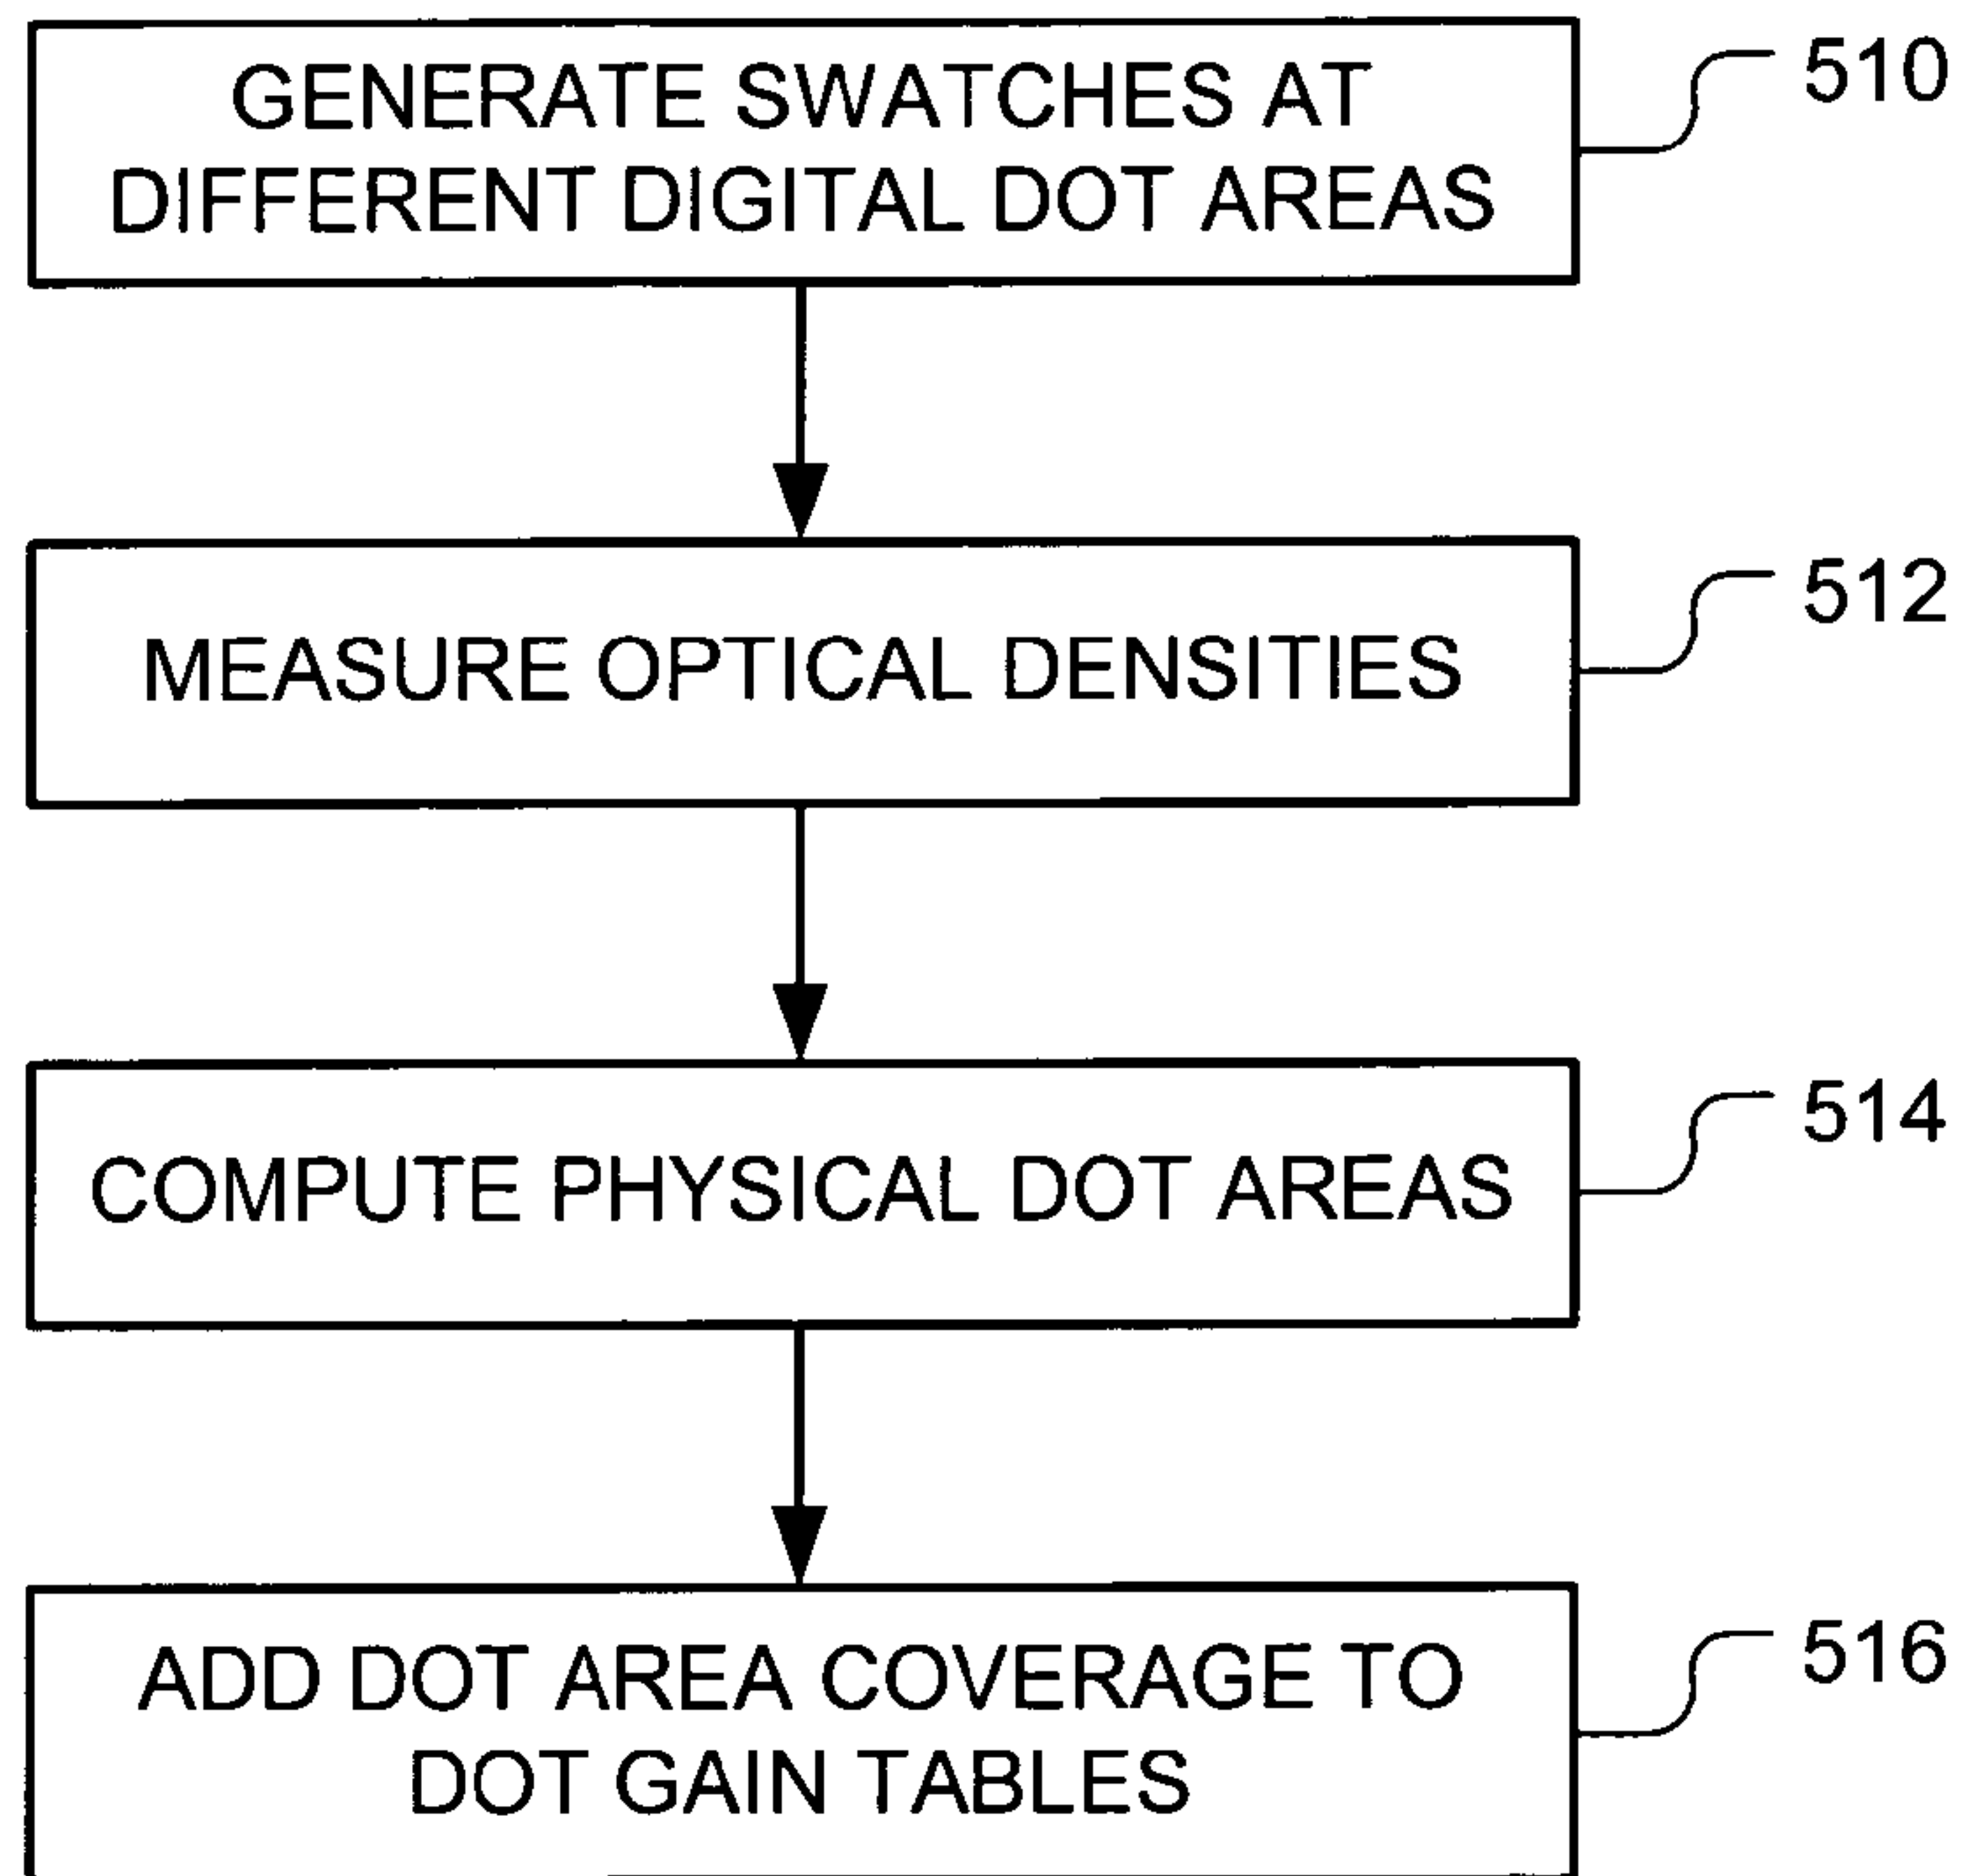 GENERATE SWATCHES AT
DIFFERENT DIGITAL DOT AREAS
510
MEASURE OPTICAL DENSITIES
512
COMPUTE PHYSICAL DOT AREAS
514
ADD DOT AREA COVERAGE TO
DOT GAIN TABLES
516